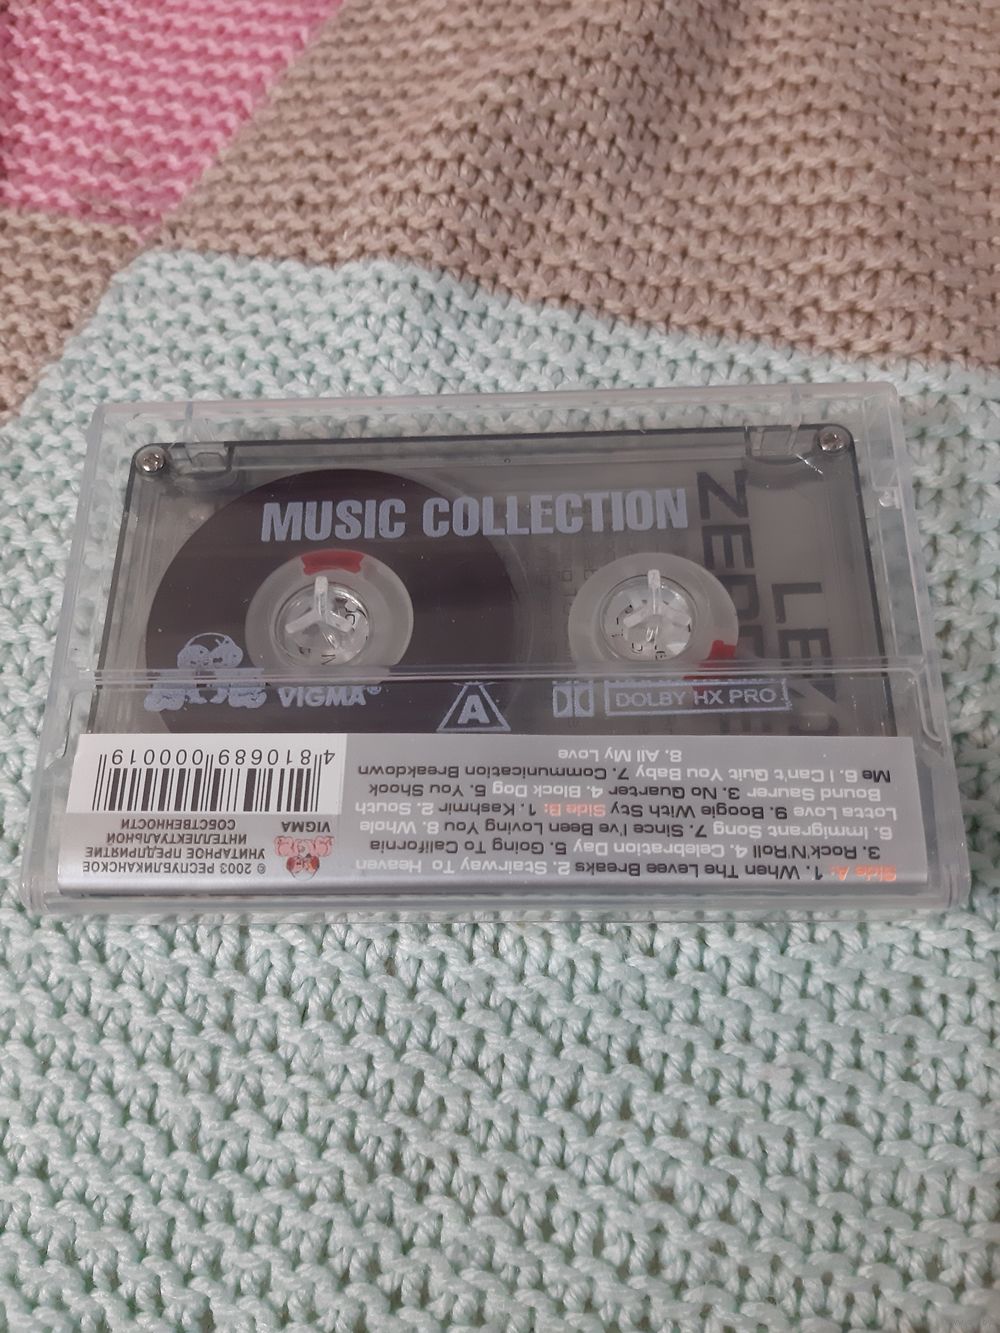 MUSIC COLLECTION
LED
ZEPPE
VIGMA®
A
DOLBY HX PRO
Side A: 1. When The Levee Breaks 2. Stairway To Heaven
3. Rock'N'Roll 4. Celebration Day 5. Going To California
6. Immigrant Song 7. Since I've Been Loving You 8. Whole
Lotta Love 9. Boogie With Sty Side B: 1. Kashmir 2. South
Bound Saurer 3. No Quarter 4. Block Dog 5. You Shook
Me 6. I Can't Quit You Baby 7. Communication Breakdown
8. All My Love
VIGMA
© 2003 РЕСПУБЛИКАНСКОЕ
УНИТАРНОЕ ПРЕДПРИЯТИЕ
ИНТЕЛЛЕКТУАЛЬНОЙ
СОБСТВЕННОСТИ
4 810689 000019